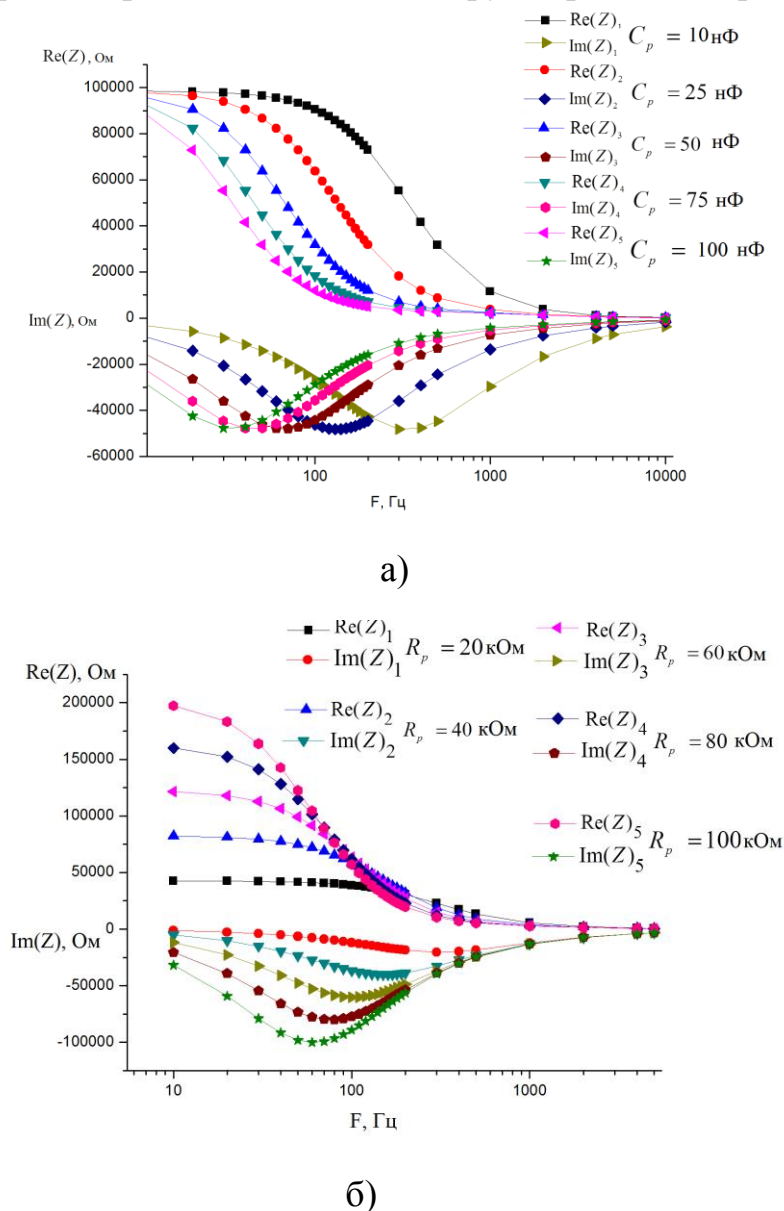 Re(Z)₁
Im(Z)₁ Cₚ = 10 нФ
Re(Z)₂
Im(Z)₂ Cₚ = 25 нФ
Re(Z)₃
Im(Z)₃ Cₚ = 50 нФ
Re(Z)₄
Im(Z)₄ Cₚ = 75 нФ
Re(Z)₅
Im(Z)₅ Cₚ = 100 нФ
Re(Z), Ом
100000
80000
60000
40000
20000
0
Im(Z), Ом
-20000
-40000
-60000
100 1000 10000
F, Гц
а)
Re(Z)₁
Im(Z)₁ Rₚ = 20 кОм
Re(Z)₂
Im(Z)₂ Rₚ = 40 кОм
Re(Z)₃
Im(Z)₃ Rₚ = 60 кОм
Re(Z)₄
Im(Z)₄ Rₚ = 80 кОм
Re(Z)₅
Im(Z)₅ Rₚ = 100 кОм
Re(Z), Ом
200000
150000
100000
50000
0
Im(Z), Ом
-50000
-100000
10 100 1000
F, Гц
б)